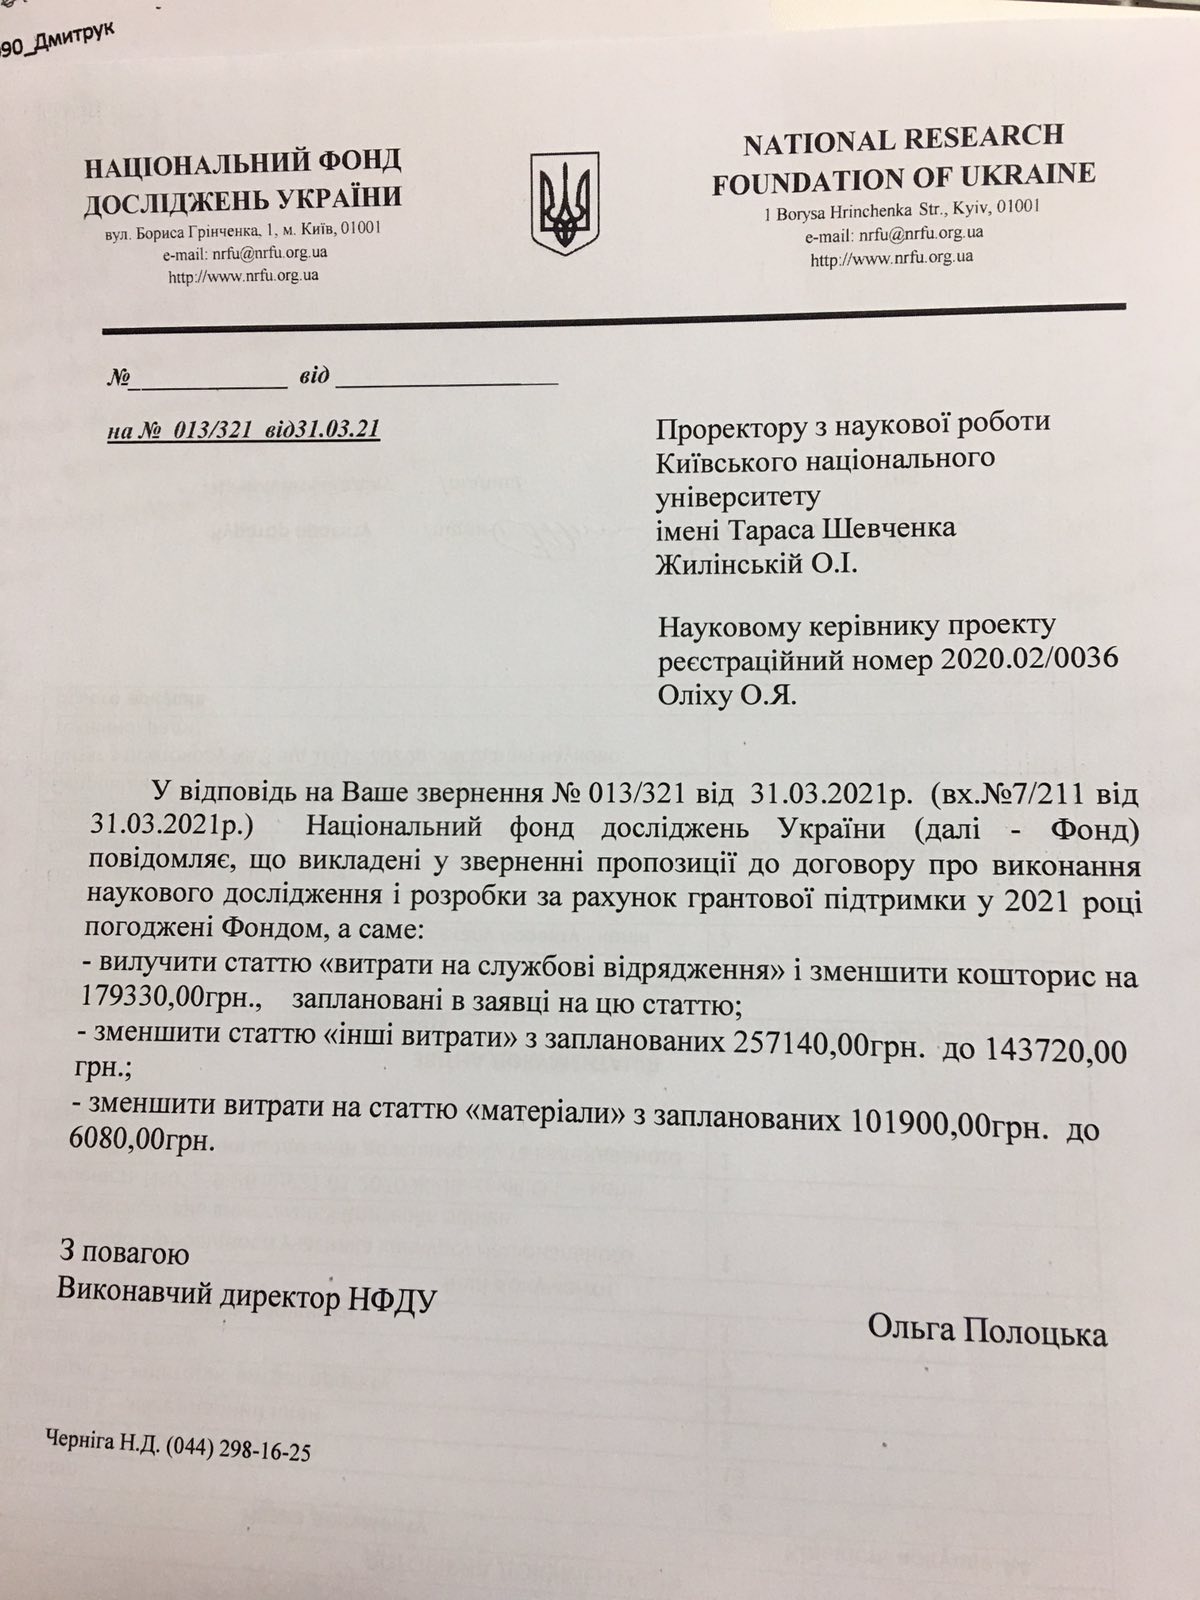 90_Дмитрук
НАЦІОНАЛЬНИЙ ФОНД
ДОСЛІДЖЕНЬ УКРАЇНИ
вул. Бориса Грінченка, 1, м. Київ, 01001
e-mail: nrfu@nrfu.org.ua
http://www.nrfu.org.ua
NATIONAL RESEARCH
FOUNDATION OF UKRAINE
1 Borysa Hrinchenka Str., Kyiv, 01001
e-mail: nrfu@nrfu.org.ua
http://www.nrfu.org.ua
№____________ від _________________
на № 013/321 від31.03.21
Проректору з наукової роботи
Київського національного
університету
імені Тараса Шевченка
Жилінській О.І.
Науковому керівнику проекту
реєстраційний номер 2020.02/0036
Оліху О.Я.
У відповідь на Ваше звернення № 013/321 від 31.03.2021р. (вх.№7/211 від
31.03.2021р.) Національний фонд досліджень України (далі - Фонд)
повідомляє, що викладені у зверненні пропозиції до договору про виконання
наукового дослідження і розробки за рахунок грантової підтримки у 2021 році
погоджені Фондом, а саме:
- вилучити статтю «витрати на службові відрядження» і зменшити кошторис на
179330,00грн., заплановані в заявці на цю статтю;
- зменшити статтю «інші витрати» з запланованих 257140,00грн. до 143720,00
грн.;
- зменшити витрати на статтю «матеріали» з запланованих 101900,00грн. до
6080,00грн.
З повагою
Виконавчий директор НФДУ
Ольга Полоцька
Черніга Н.Д. (044) 298-16-25